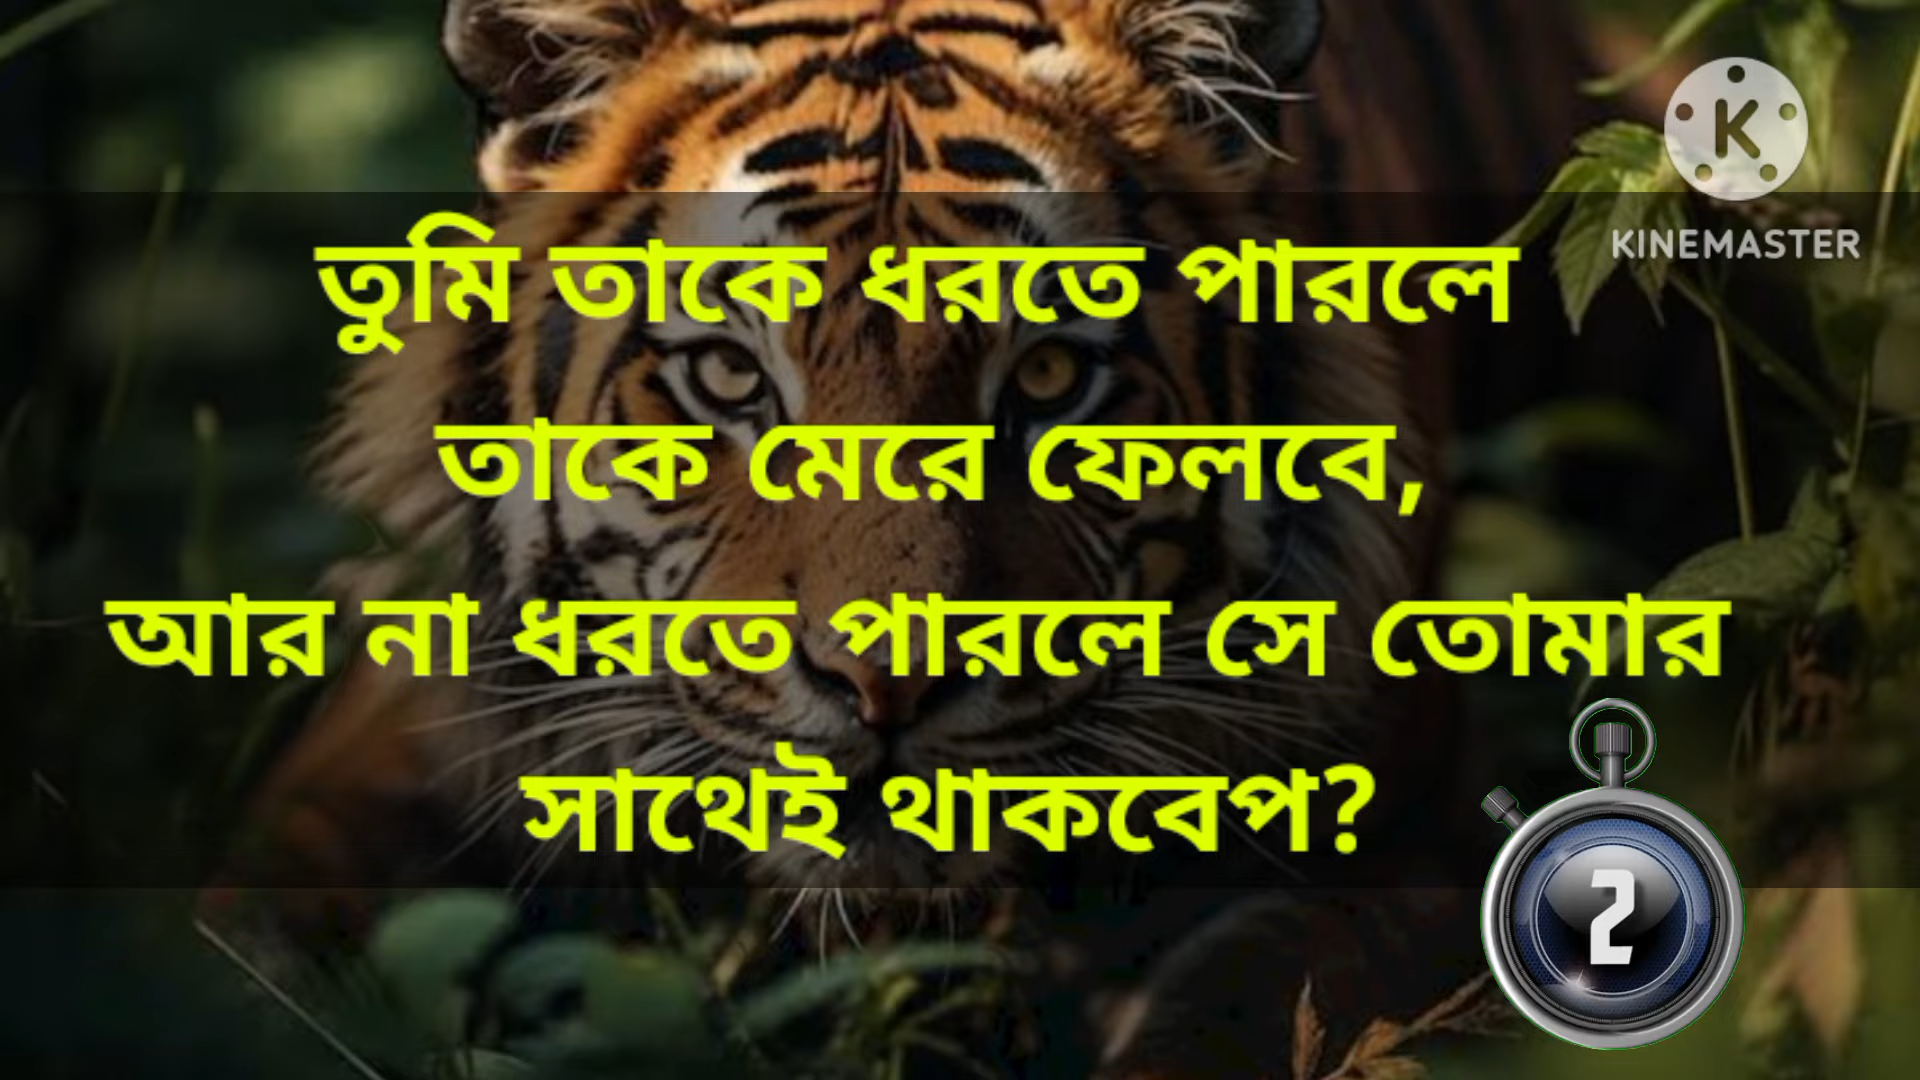 KINEMASTER
তুমি তাকে ধরতে পারলে
তাকে মেরে ফেলবে,
আর না ধরতে পারলে সে তোমার
সাথেই থাকবেপ?
2